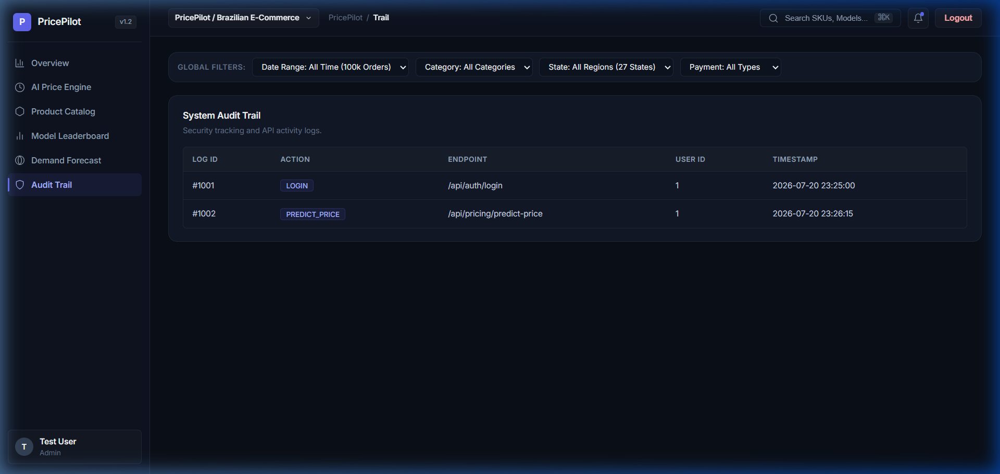 P PricePilot v1.2
Overview
AI Price Engine
Product Catalog
Model Leaderboard
Demand Forecast
Audit Trail
T Test User
Admin
PricePilot / Brazilian E-Commerce PricePilot / Trail Search SKUs, Models... ⌘K Logout
GLOBAL FILTERS: Date Range: All Time (100k Orders) Category: All Categories State: All Regions (27 States) Payment: All Types
System Audit Trail
Security tracking and API activity logs.
LOG ID ACTION ENDPOINT USER ID TIMESTAMP
#1001 LOGIN /api/auth/login 1 2026-07-20 23:25:00
#1002 PREDICT_PRICE /api/pricing/predict-price 1 2026-07-20 23:26:15